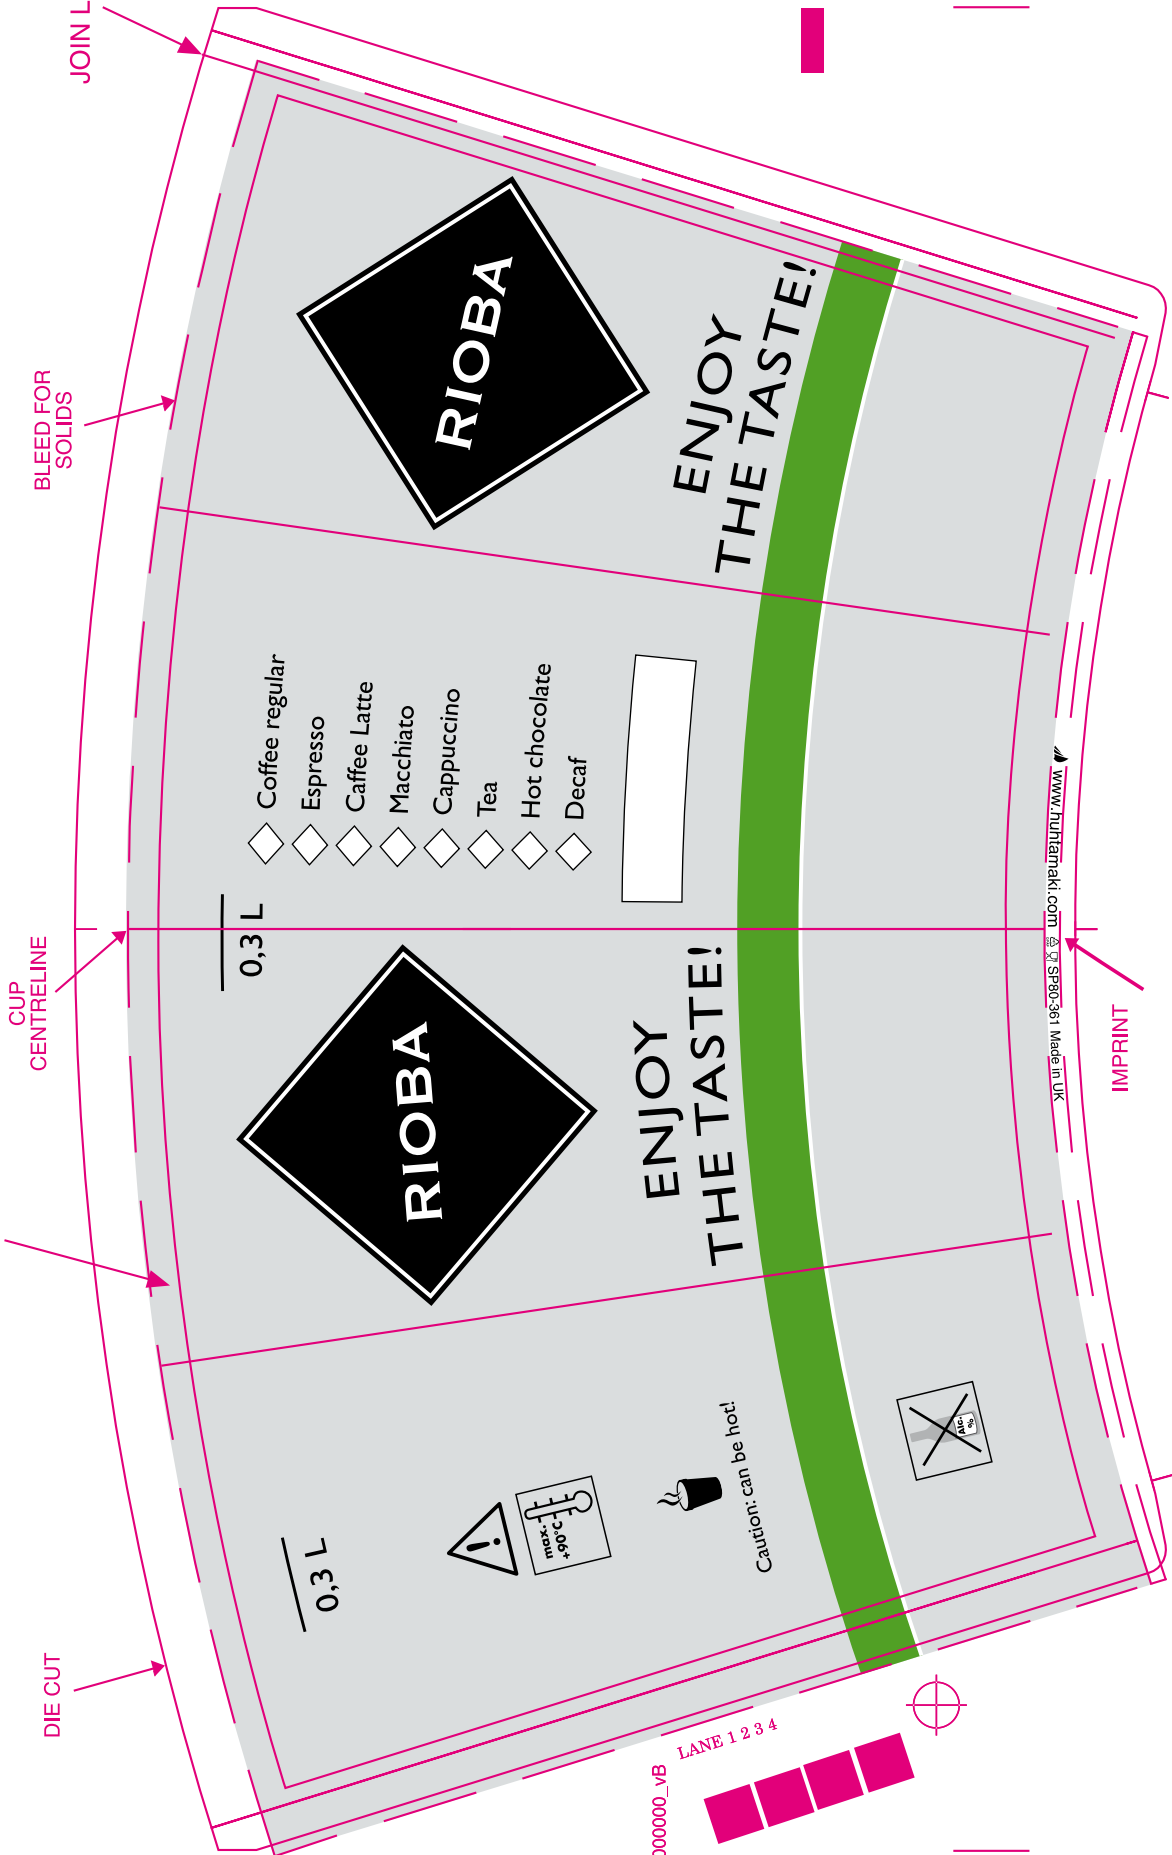 JOIN L
BLEED FOR
SOLIDS
CUP
CENTRELINE
DIE CUT
RIOBA
ENJOY
THE TASTE!
Coffee regular
Espresso
Caffee Latte
Macchiato
Cappuccino
Tea
Hot chocolate
Decaf
0,3 L
RIOBA
ENJOY
THE TASTE!
0,3 L
max.
+90°C
Caution: can be hot!
Alc.
%
www.huhtamaki.com SP80-361 Made in UK
IMPRINT
LANE 1 2 3 4
000000_vB